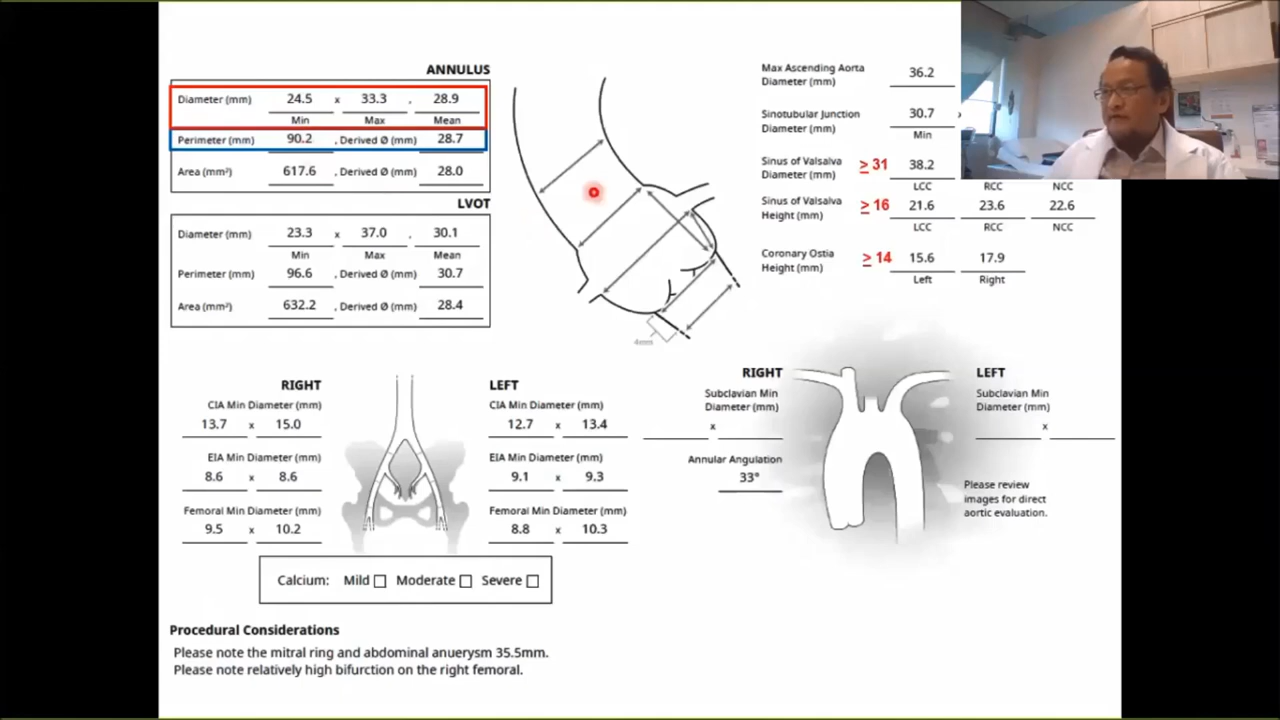 ANNULUS
Diameter (mm) 24.5 x 33.3 , 28.9
Min Max Mean
Perimeter (mm) 90.2 , Derived Ø (mm) 28.7
Area (mm²) 617.6 , Derived Ø (mm) 28.0
LVOT
Diameter (mm) 23.3 x 37.0 , 30.1
Min Max Mean
Perimeter (mm) 96.6 , Derived Ø (mm) 30.7
Area (mm²) 632.2 , Derived Ø (mm) 28.4
4mm
Max Ascending Aorta
Diameter (mm) 36.2
Sinotubular Junction
Diameter (mm) 30.7
Min
Sinus of Valsalva
Diameter (mm) ≥ 31 38.2
LCC RCC NCC
Sinus of Valsalva
Height (mm) ≥ 16 21.6 23.6 22.6
LCC RCC NCC
Coronary Ostia
Height (mm) ≥ 14 15.6 17.9
Left Right
RIGHT LEFT
CIA Min Diameter (mm) CIA Min Diameter (mm)
13.7 x 15.0 12.7 x 13.4
EIA Min Diameter (mm) EIA Min Diameter (mm)
8.6 x 8.6 9.1 x 9.3
Femoral Min Diameter (mm) Femoral Min Diameter (mm)
9.5 x 10.2 8.8 x 10.3
RIGHT LEFT
Subclavian Min Subclavian Min
Diameter (mm) Diameter (mm)
x x
Annular Angulation
33°
Please review
images for direct
aortic evaluation.
Calcium: Mild Moderate Severe
Procedural Considerations
Please note the mitral ring and abdominal anuerysm 35.5mm.
Please note relatively high bifurction on the right femoral.